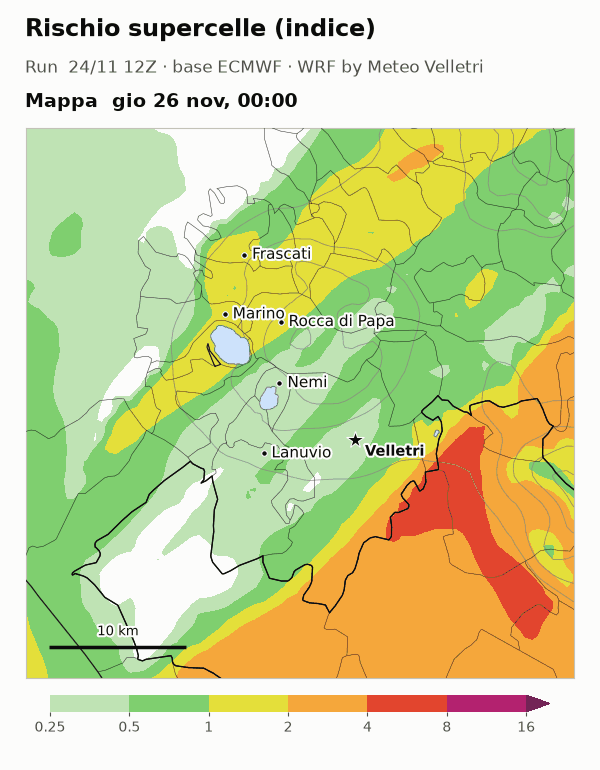 Rischio supercelle (indice)
Run  24/11 12Z · base ECMWF · WRF by Meteo Velletri
Mappa  gio 26 nov, 00:00
Frascati
Marino
Rocca di Papa
Nemi
Velletri
Lanuvio
10 km
0.25 0.5 1 2 4 8 16